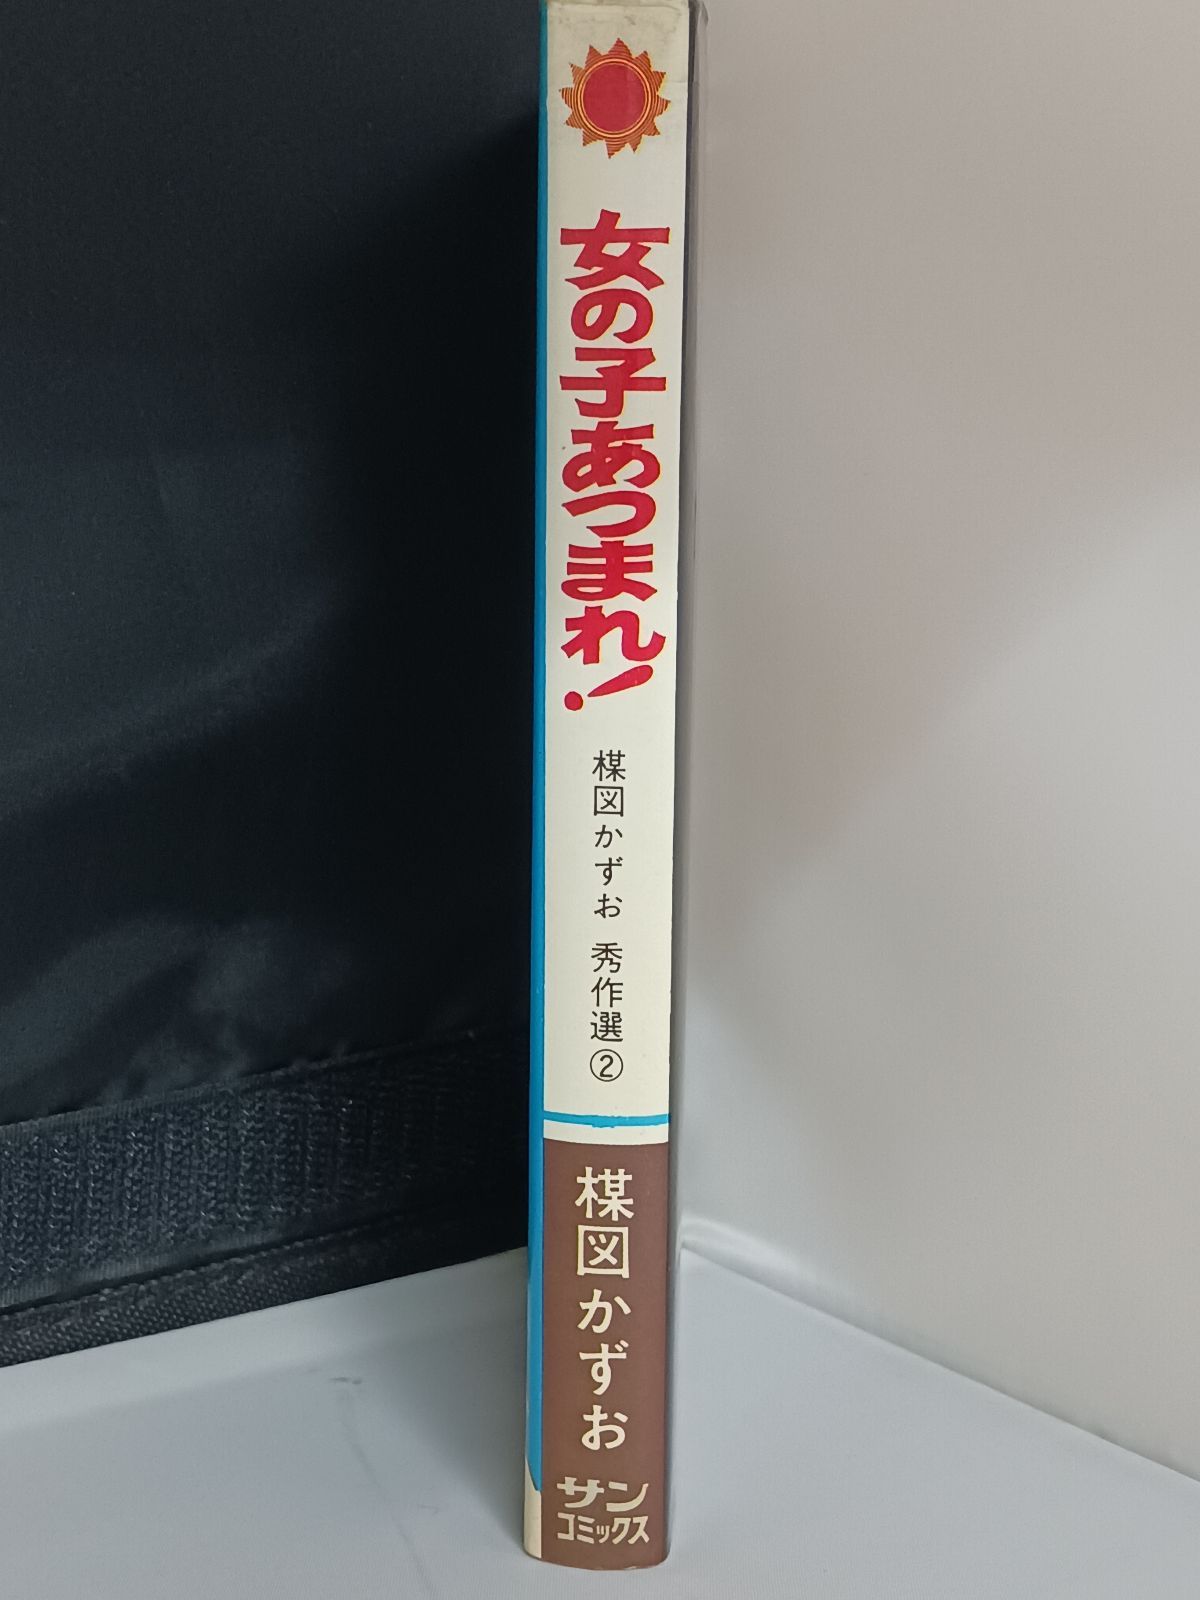 女の子あつまれ!
楳図かずお 秀作選②
楳図かずお
サン
コミックス